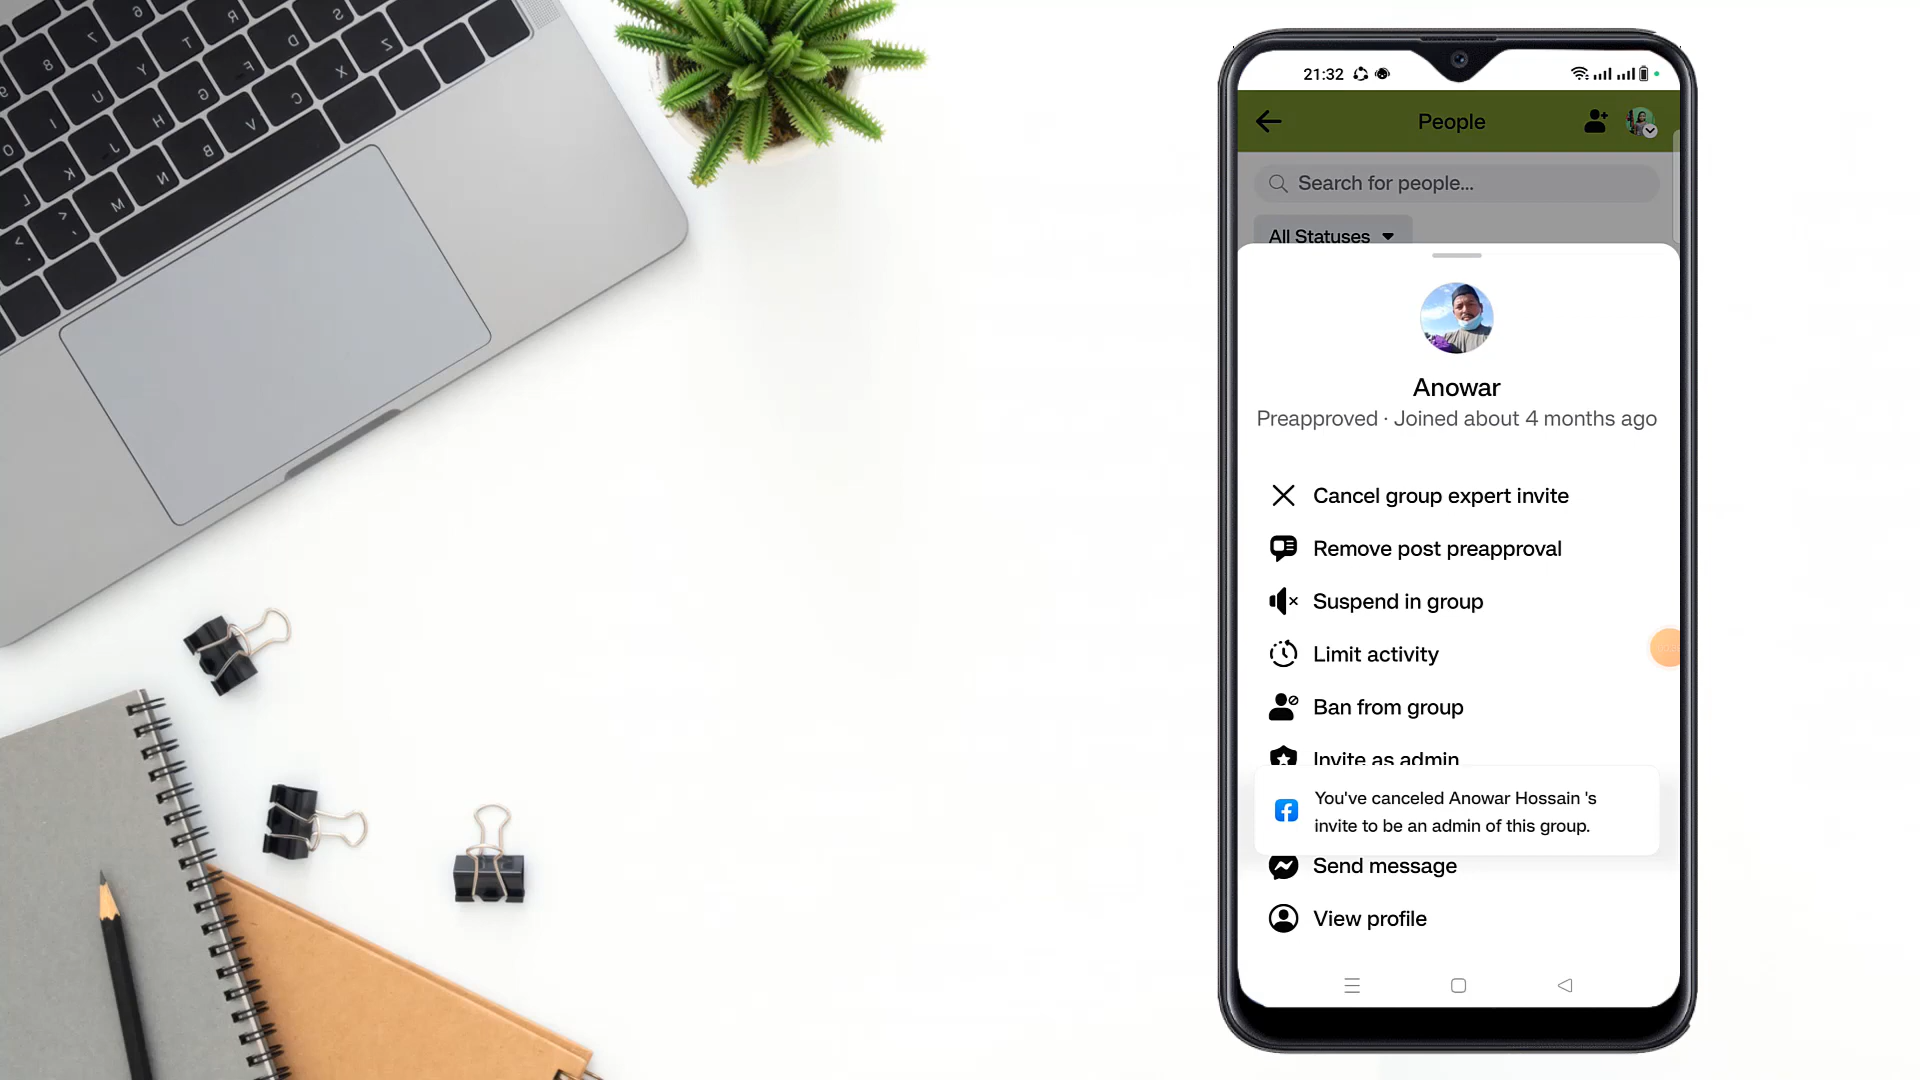 21:32
People
Search for people...
All Statuses
Anowar
Preapproved · Joined about 4 months ago
Cancel group expert invite
Remove post preapproval
Suspend in group
Limit activity
Ban from group
Invite as admin
You've canceled Anowar Hossain 's
invite to be an admin of this group.
Send message
View profile